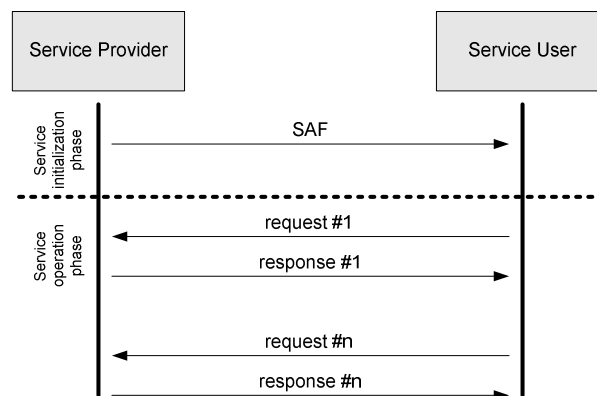 Service Provider
Service User
Service
initialization
phase
SAF
Service
operation
phase
request #1
response #1
request #n
response #n